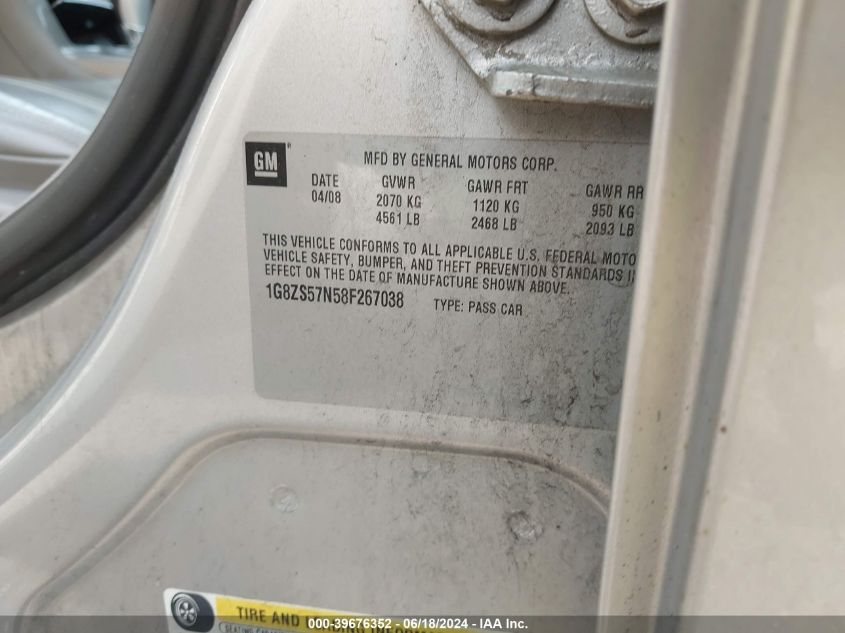 GM
MFD BY GENERAL MOTORS CORP.
DATE GVWR GAWR FRT GAWR RR
04/08 2070 KG 1120 KG 950 KG
4561 LB 2468 LB 2093 LB
THIS VEHICLE CONFORMS TO ALL APPLICABLE U.S. FEDERAL MOTO
VEHICLE SAFETY, BUMPER, AND THEFT PREVENTION STANDARDS I
EFFECT ON THE DATE OF MANUFACTURE SHOWN ABOVE.
1G8ZS57N58F267038 TYPE: PASS CAR
TIRE AND LOADING
000-39676352 - 06/18/2024 - IAA Inc.